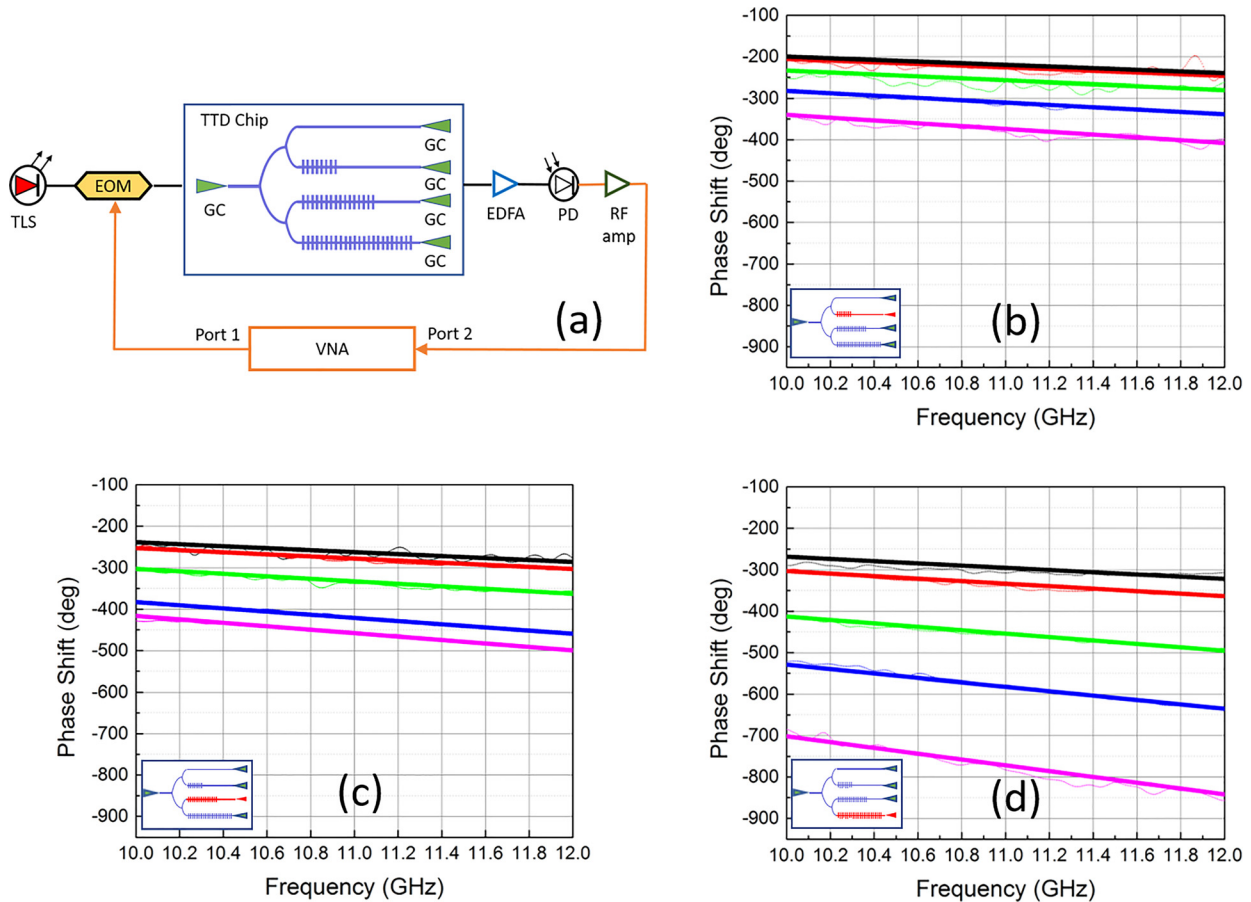 TTD Chip
GC
GC
GC
GC
GC
TLS
EOM
EDFA
PD
RF
amp
Port 1
VNA
Port 2
(a)
-100
-200
-300
-400
-500
-600
-700
-800
-900
Phase Shift (deg)
(b)
10.0 10.2 10.4 10.6 10.8 11.0 11.2 11.4 11.6 11.8 12.0
Frequency (GHz)
-100
-200
-300
-400
-500
-600
-700
-800
-900
Phase Shift (deg)
(c)
10.0 10.2 10.4 10.6 10.8 11.0 11.2 11.4 11.6 11.8 12.0
Frequency (GHz)
-100
-200
-300
-400
-500
-600
-700
-800
-900
Phase Shift (deg)
(d)
10.0 10.2 10.4 10.6 10.8 11.0 11.2 11.4 11.6 11.8 12.0
Frequency (GHz)